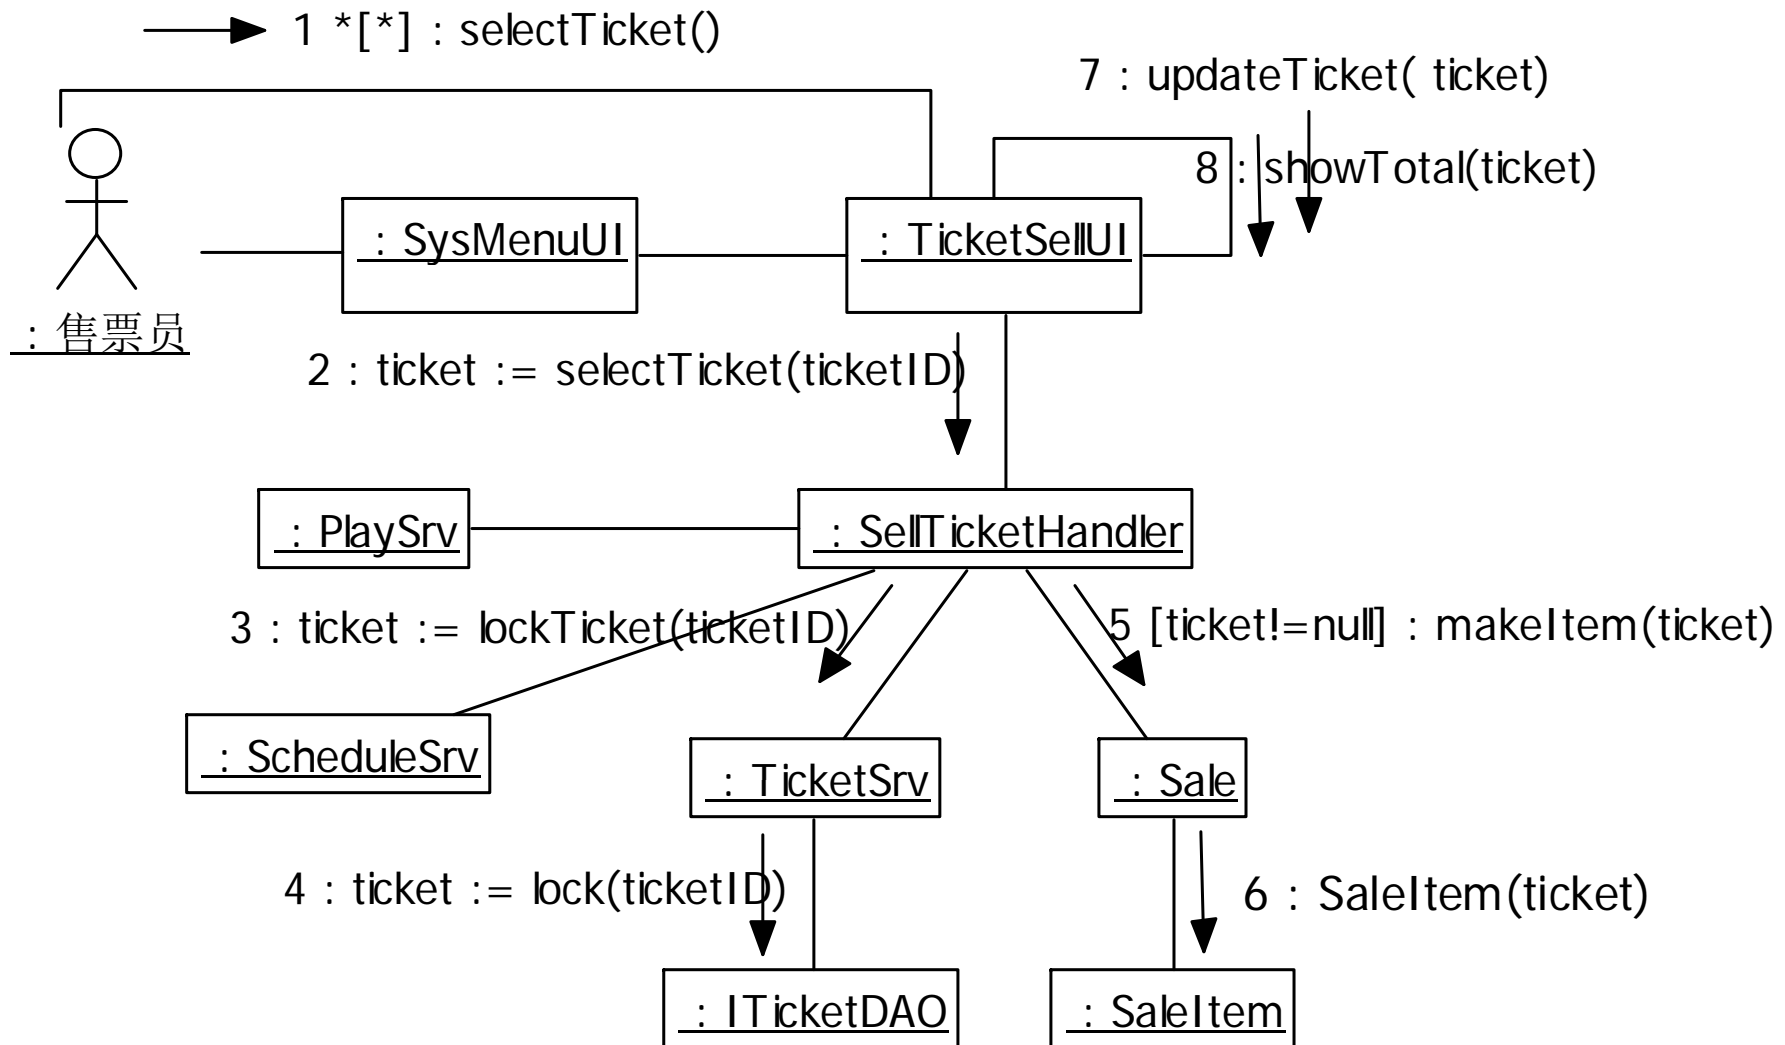 1 *[*] : selectTicket()
7 : updateTicket( ticket)
8 : showTotal(ticket)
: SysMenuUI
: TicketSellUI
: 售票员
2 : ticket := selectTicket(ticketID)
: PlaySrv
: SellTicketHandler
3 : ticket := lockTicket(ticketID)
5 [ticket!=null] : makeItem(ticket)
: ScheduleSrv
: TicketSrv
: Sale
4 : ticket := lock(ticketID)
6 : SaleItem(ticket)
: ITicketDAO
: SaleItem